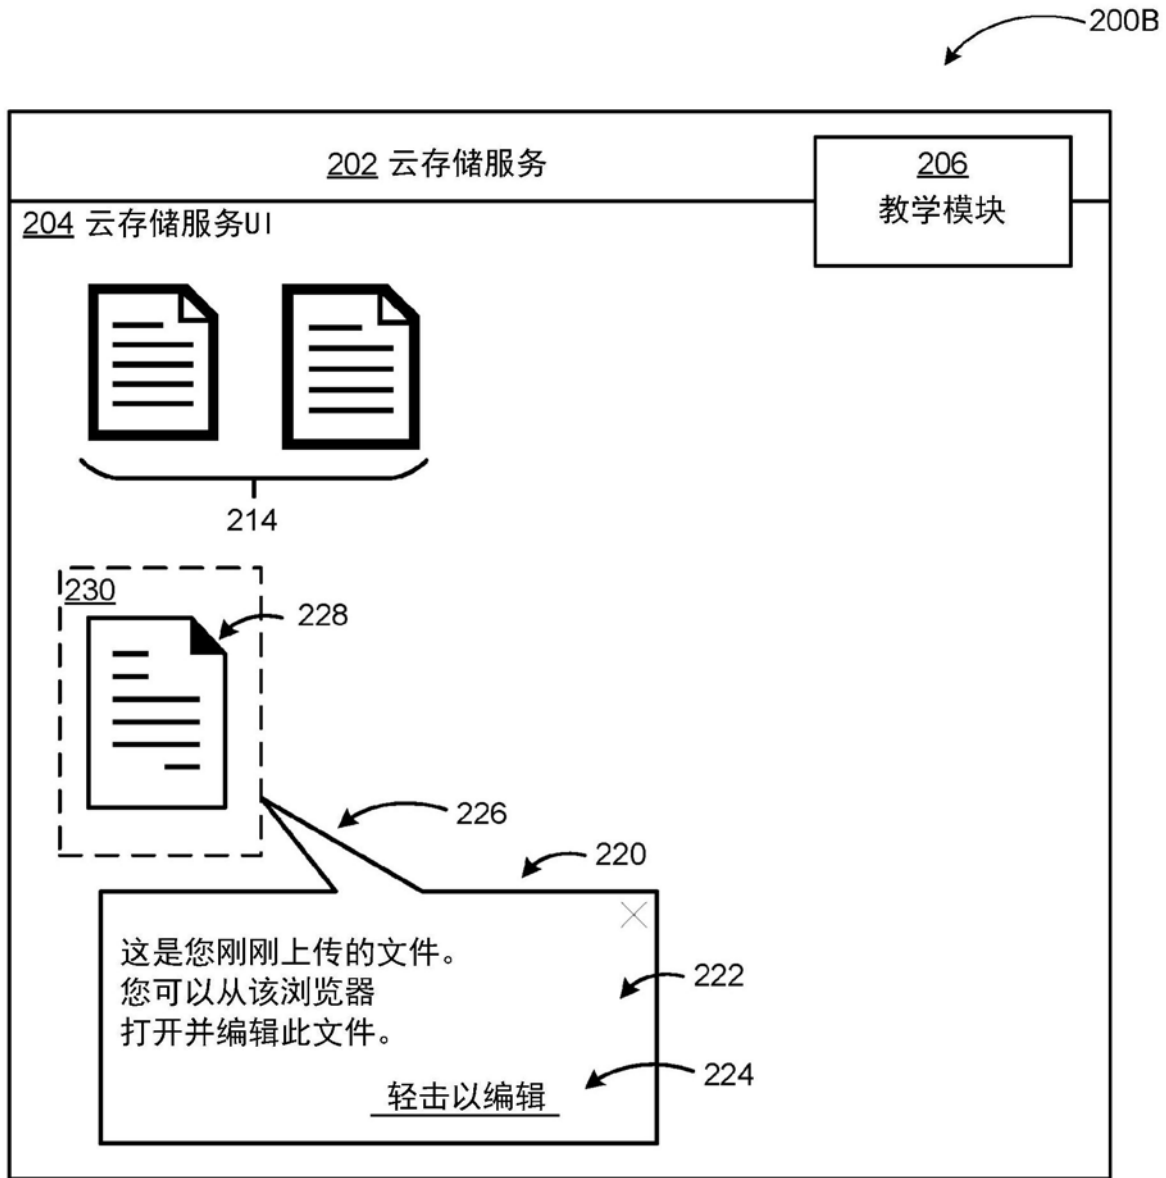 200B
202 云存储服务
206
教学模块
204 云存储服务UI
214
230
228
226
220
这是您刚刚上传的文件。
您可以从该浏览器
打开并编辑此文件。
222
224
轻击以编辑